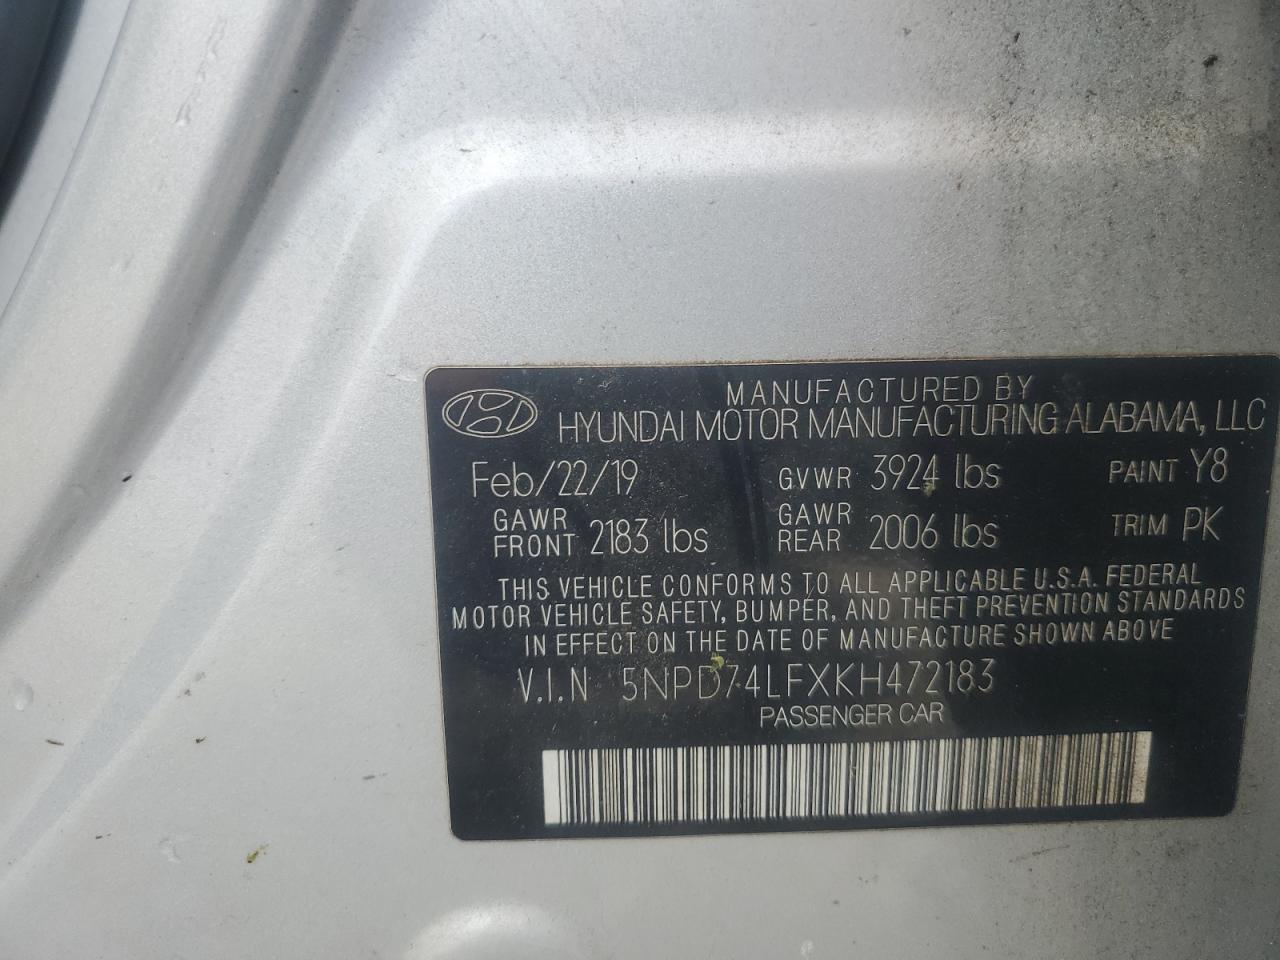 MANUFACTURED BY
HYUNDAI MOTOR MANUFACTURING ALABAMA, LLC
Feb/22/19 GVWR 3924 lbs PAINT Y8
GAWR FRONT 2183 lbs GAWR REAR 2006 lbs TRIM PK
THIS VEHICLE CONFORMS TO ALL APPLICABLE U.S.A. FEDERAL
MOTOR VEHICLE SAFETY, BUMPER, AND THEFT PREVENTION STANDARDS
IN EFFECT ON THE DATE OF MANUFACTURE SHOWN ABOVE
V.I.N 5NPD74LFXKH472183
PASSENGER CAR